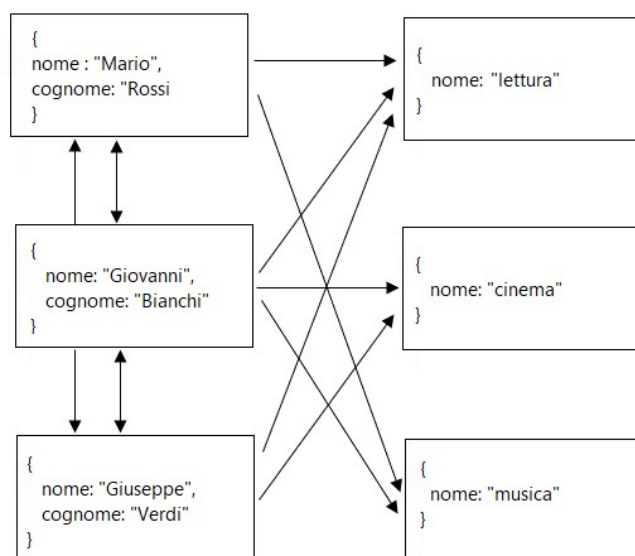 {
nome : "Mario",
cognome: "Rossi
}
{
nome: "lettura"
}
{
nome: "Giovanni",
cognome: "Bianchi"
}
{
nome: "cinema"
}
{
nome: "Giuseppe",
cognome: "Verdi"
}
{
nome: "musica"
}